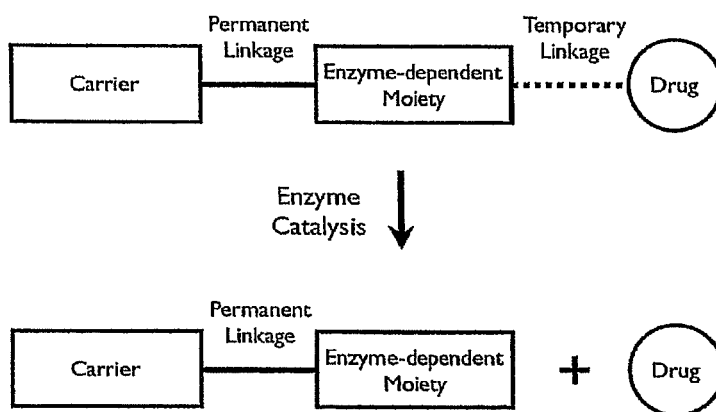 Permanent
Linkage
Temporary
Linkage
Carrier
Enzyme-dependent
Moiety
Drug
Enzyme
Catalysis
Permanent
Linkage
Carrier
Enzyme-dependent
Moiety
+
Drug